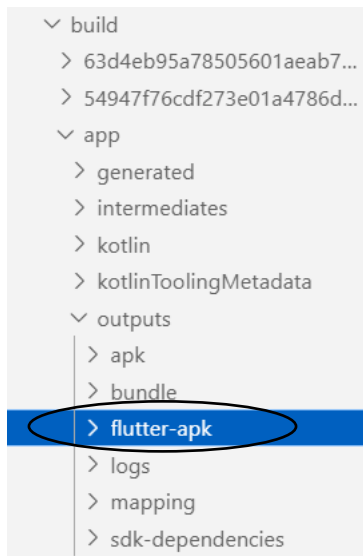 build
63d4eb95a78505601aeab7...
54947f76cdf273e01a4786d...
app
generated
intermediates
kotlin
kotlinToolingMetadata
outputs
apk
bundle
flutter-apk
logs
mapping
sdk-dependencies